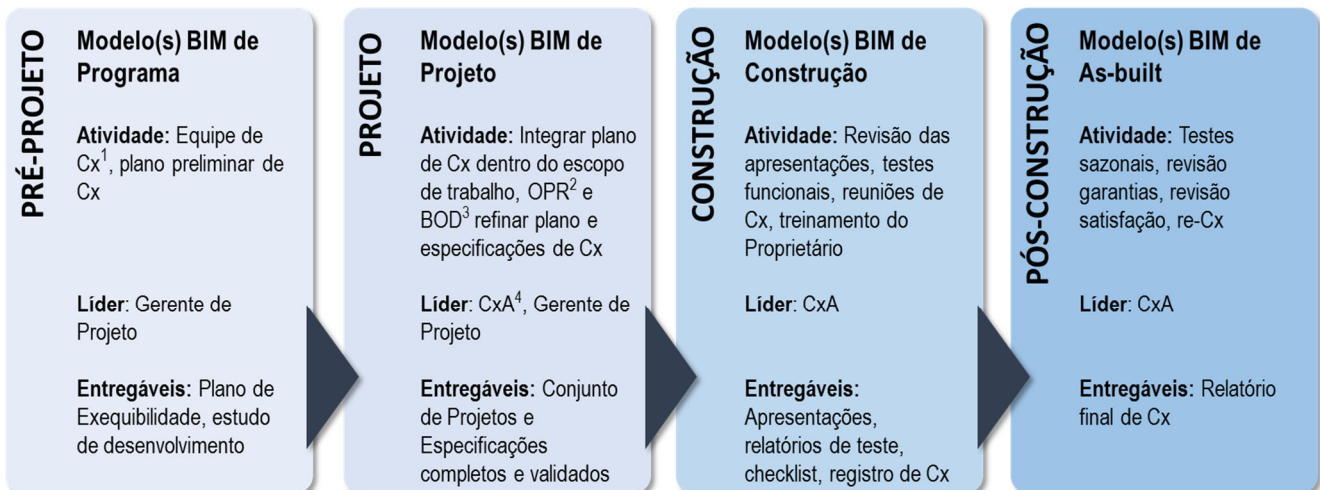 PRÉ-PROJETO
Modelo(s) BIM de
Programa
Atividade: Equipe de
Cx¹, plano preliminar de
Cx
Líder: Gerente de
Projeto
Entregáveis: Plano de
Exequibilidade, estudo
de desenvolvimento
PROJETO
Modelo(s) BIM de
Projeto
Atividade: Integrar plano
de Cx dentro do escopo
de trabalho, OPR² e
BOD³ refinar plano e
especificações de Cx
Líder: CxA⁴, Gerente de
Projeto
Entregáveis: Conjunto
de Projetos e
Especificações
completos e validados
CONSTRUÇÃO
Modelo(s) BIM de
Construção
Atividade: Revisão das
apresentações, testes
funcionais, reuniões de
Cx, treinamento do
Proprietário
Líder: CxA
Entregáveis:
Apresentações,
relatórios de teste,
checklist, registro de Cx
PÓS-CONSTRUÇÃO
Modelo(s) BIM de
As-built
Atividade: Testes
sazonais, revisão
garantias, revisão
satisfação, re-Cx
Líder: CxA
Entregáveis: Relatório
final de Cx